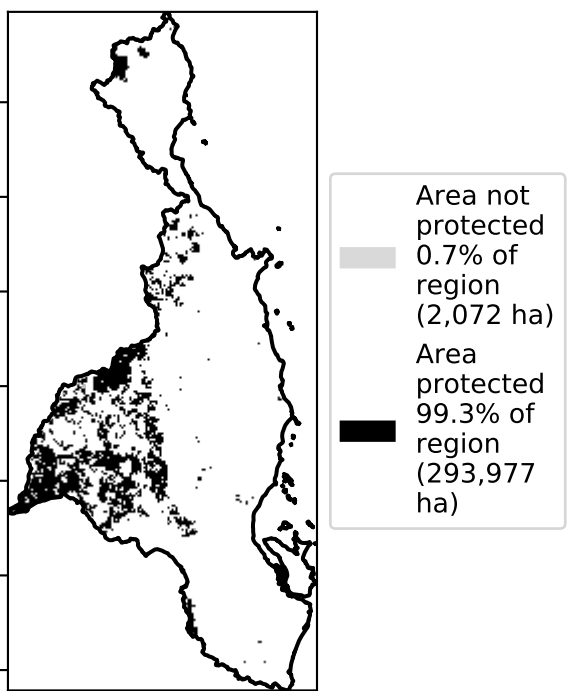 Area not
protected
0.7% of
region
(2,072 ha)
Area
protected
99.3% of
region
(293,977
ha)